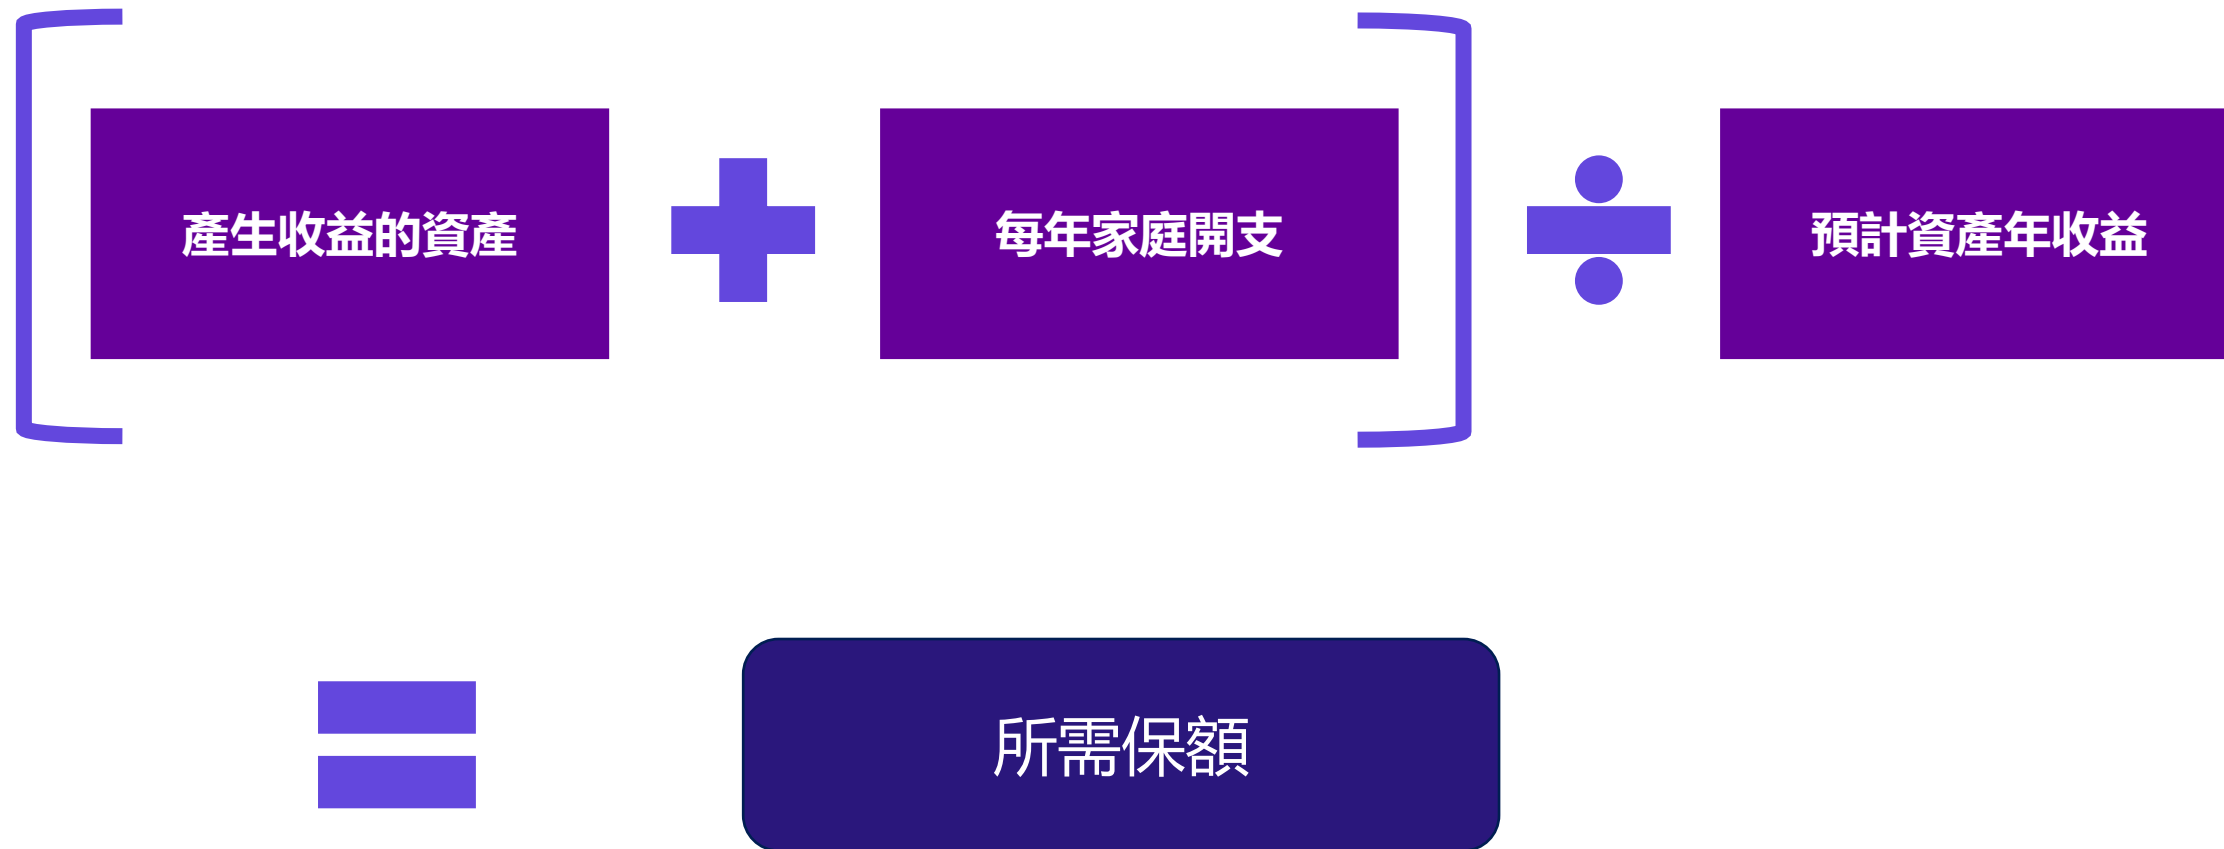 產生收益的資產
每年家庭開支
預計資產年收益
所需保額